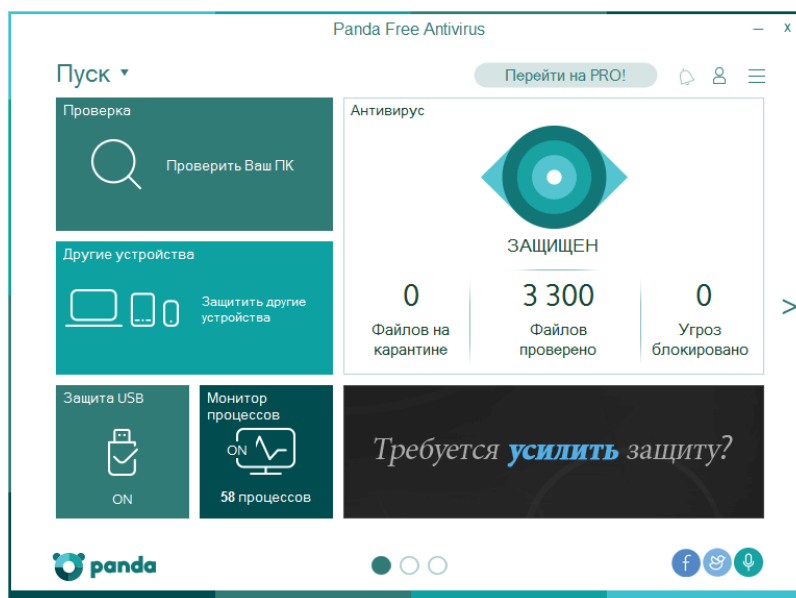 Panda Free Antivirus
Пуск
Перейти на PRO!
Проверка
Проверить Ваш ПК
Антивирус
ЗАЩИЩЕН
0
Файлов на
карантине
3 300
Файлов
проверено
0
Угроз
блокировано
Другие устройства
Защитить другие
устройства
Защита USB
ON
Монитор
процессов
ON
58 процессов
Требуется усилить защиту?
panda
f